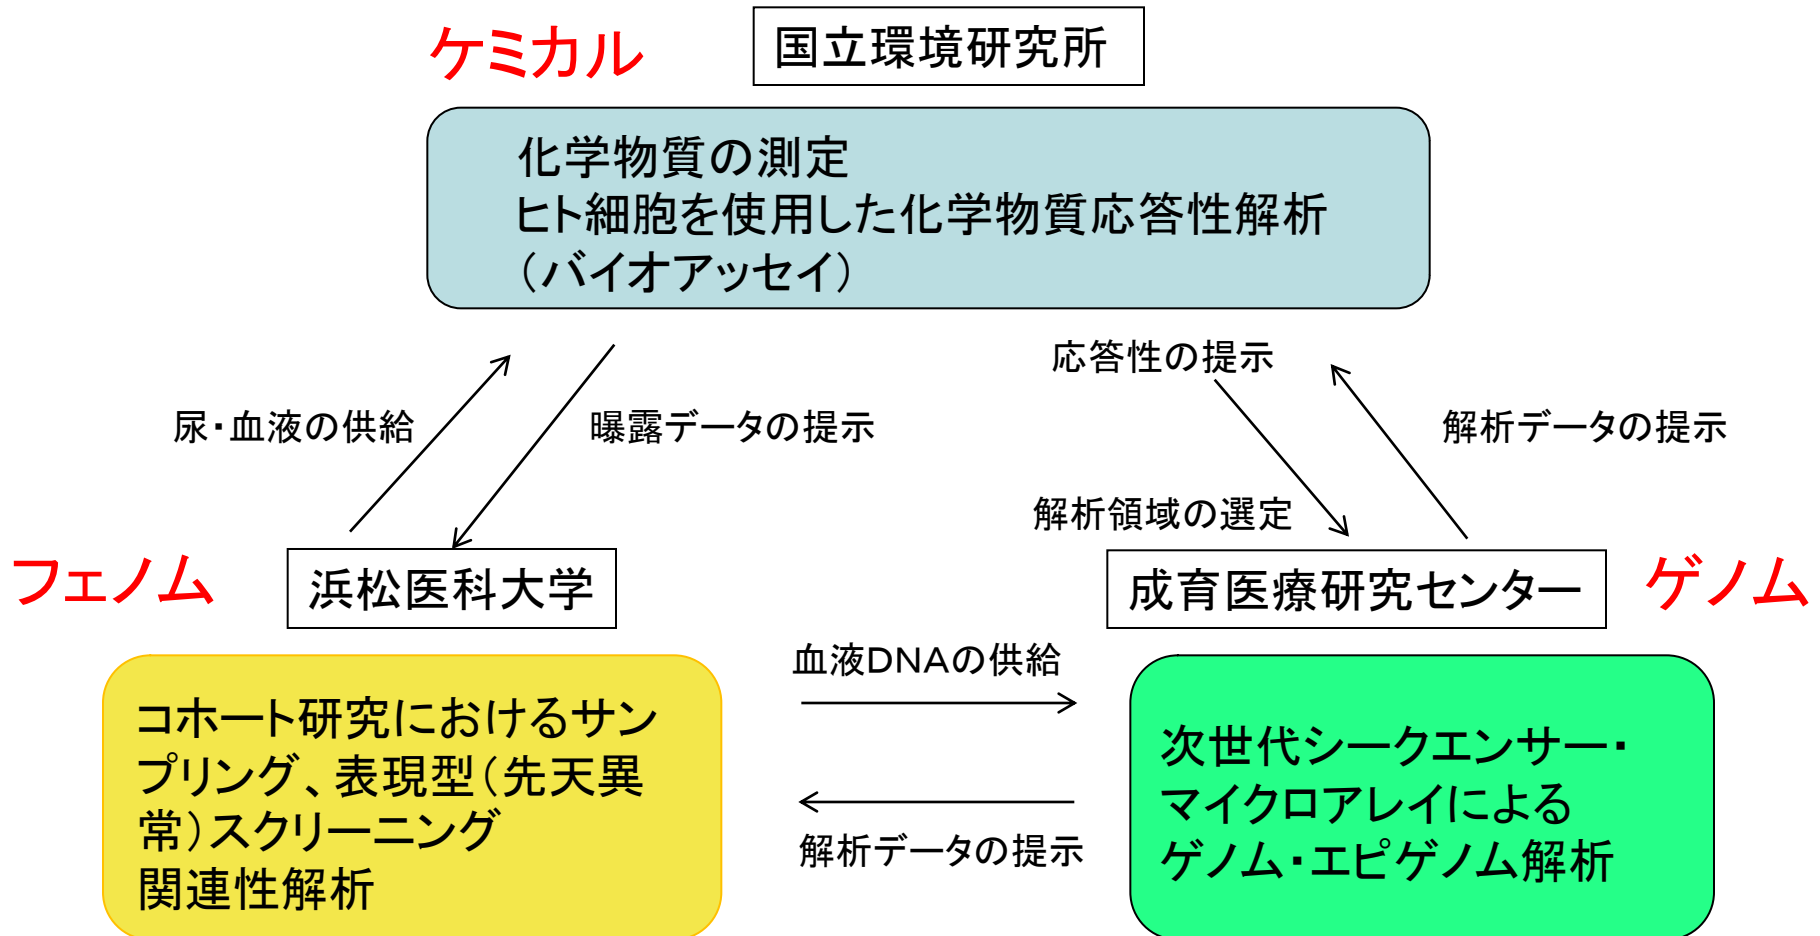 ケミカル
国立環境研究所
化学物質の測定
ヒト細胞を使用した化学物質応答性解析
（バイオアッセイ）
応答性の提示
尿・血液の供給
曝露データの提示
解析データの提示
解析領域の選定
フェノム
浜松医科大学
成育医療研究センター
ゲノム
血液DNAの供給
コホート研究におけるサン
プリング、表現型（先天異
常）スクリーニング
関連性解析
次世代シークエンサー・
マイクロアレイによる
ゲノム・エピゲノム解析
解析データの提示